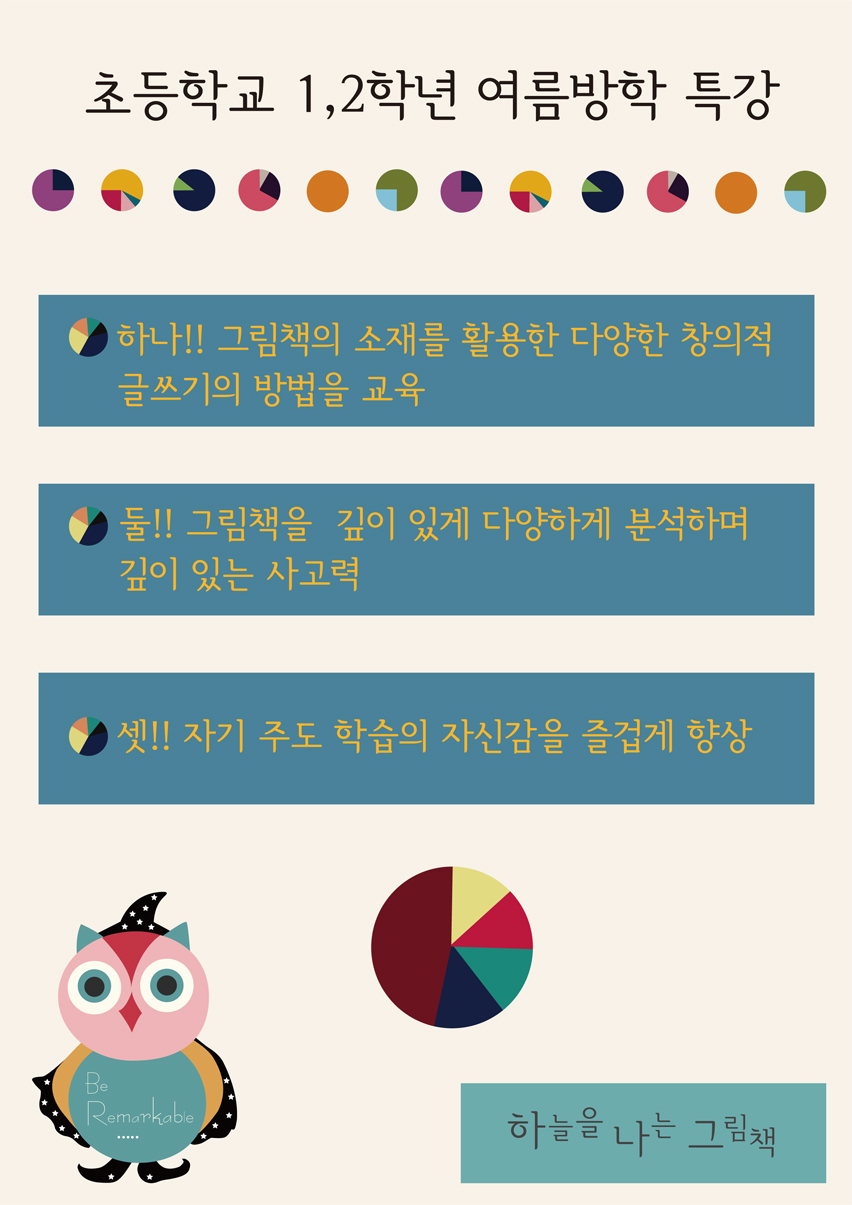 초등학교 1,2학년 여름방학 특강
하나!! 그림책의 소재를 활용한 다양한 창의적
글쓰기의 방법을 교육
둘!! 그림책을 깊이 있게 다양하게 분석하며
깊이 있는 사고력
셋!! 자기 주도 학습의 자신감을 즐겁게 향상
Be
Remarkable
.....
하늘을 나는 그림책